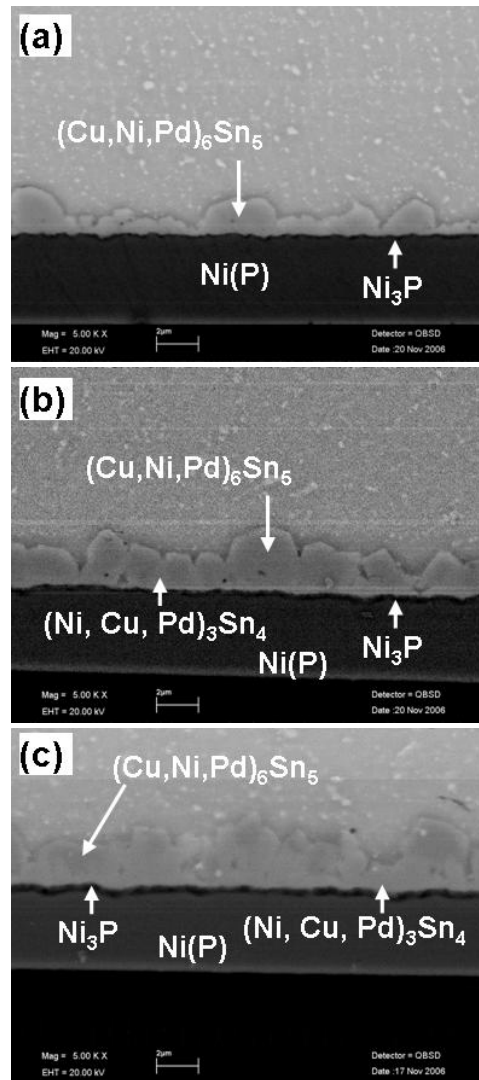 (a)
(Cu,Ni,Pd)₆Sn₅
Ni(P)
Ni₃P
Mag = 5.00 K X
2µm
Detector = QBSD
EHT = 20.00 kV
Date :20 Nov 2006
(b)
(Cu,Ni,Pd)₆Sn₅
(Ni, Cu, Pd)₃Sn₄
Ni(P)
Ni₃P
Mag = 5.00 K X
2µm
Detector = QBSD
EHT = 20.00 kV
Date :20 Nov 2006
(c)
(Cu,Ni,Pd)₆Sn₅
Ni₃P
Ni(P)
(Ni, Cu, Pd)₃Sn₄
Mag = 5.00 K X
2µm
Detector = QBSD
EHT = 20.00 kV
Date :17 Nov 2006